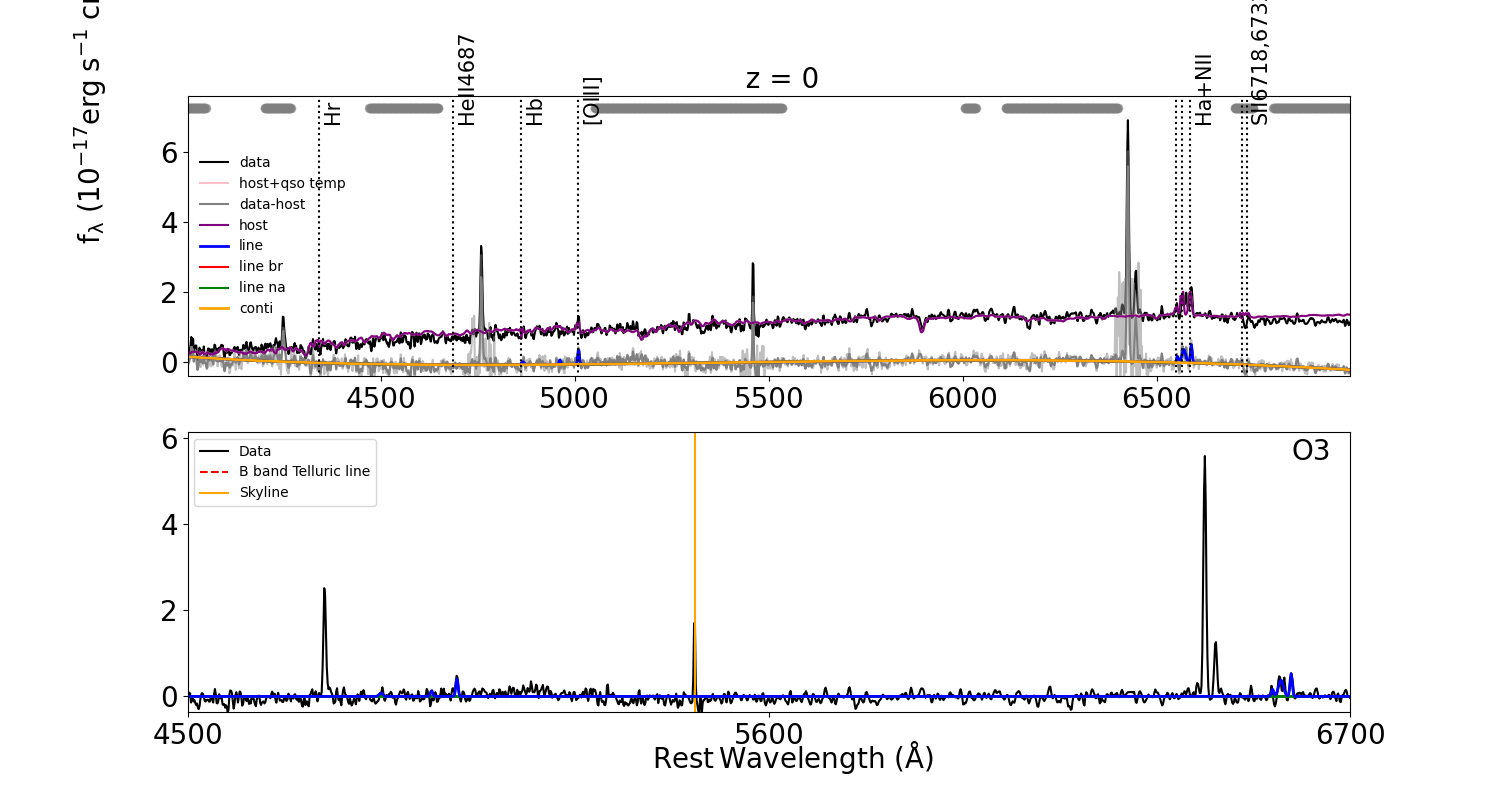 z = 0
f_λ (10^{-17}erg s^{-1} c
Hr
HeII4687
Hb
[OIII]
Ha+NII
SII6718,673
6
4
2
0
data
host+qso temp
data-host
host
line
line br
line na
conti
4500 5000 5500 6000 6500
O3
6
4
2
0
Data
B band Telluric line
Skyline
4500 5600 6700
Rest Wavelength (Å)